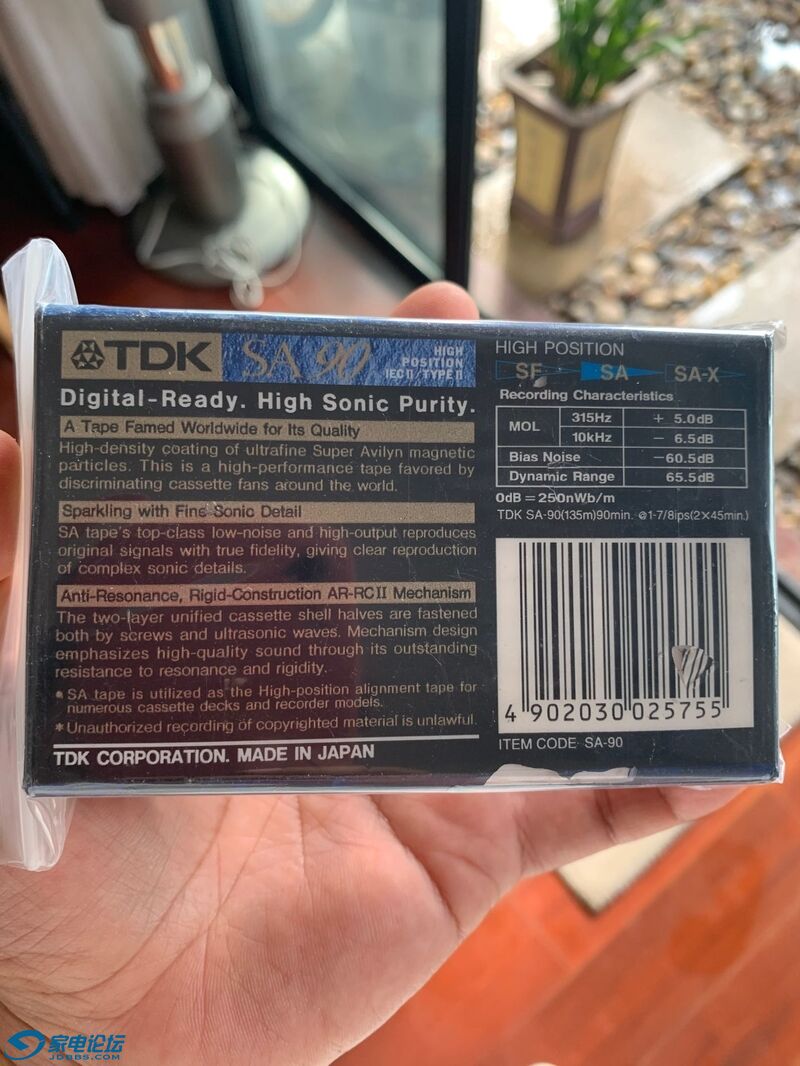 TDK SA 90 HIGH POSITION IECII/TYPEII
Digital-Ready. High Sonic Purity.
A Tape Famed Worldwide for Its Quality
High-density coating of ultrafine Super Avilyn magnetic
particles. This is a high-performance tape favored by
discriminating cassette fans around the world.
Sparkling with Fine Sonic Detail
SA tape's top-class low-noise and high-output reproduces
original signals with true fidelity, giving clear reproduction
of complex sonic details.
Anti-Resonance, Rigid-Construction AR-RCII Mechanism
The two-layer unified cassette shell halves are fastened
both by screws and ultrasonic waves. Mechanism design
emphasizes high-quality sound through its outstanding
resistance to resonance and rigidity.
• SA tape is utilized as the High-position alignment tape for
numerous cassette decks and recorder models.
* Unauthorized recording of copyrighted material is unlawful.
TDK CORPORATION. MADE IN JAPAN
HIGH POSITION
SF SA SA-X
Recording Characteristics
MOL 315Hz + 5.0dB
10kHz − 6.5dB
Bias Noise −60.5dB
Dynamic Range 65.5dB
0dB = 250nWb/m
TDK SA-90(135m)90min. @1-7/8ips(2×45min.)
4 902030 025755
ITEM CODE SA-90
家电论坛
JDBBS.COM